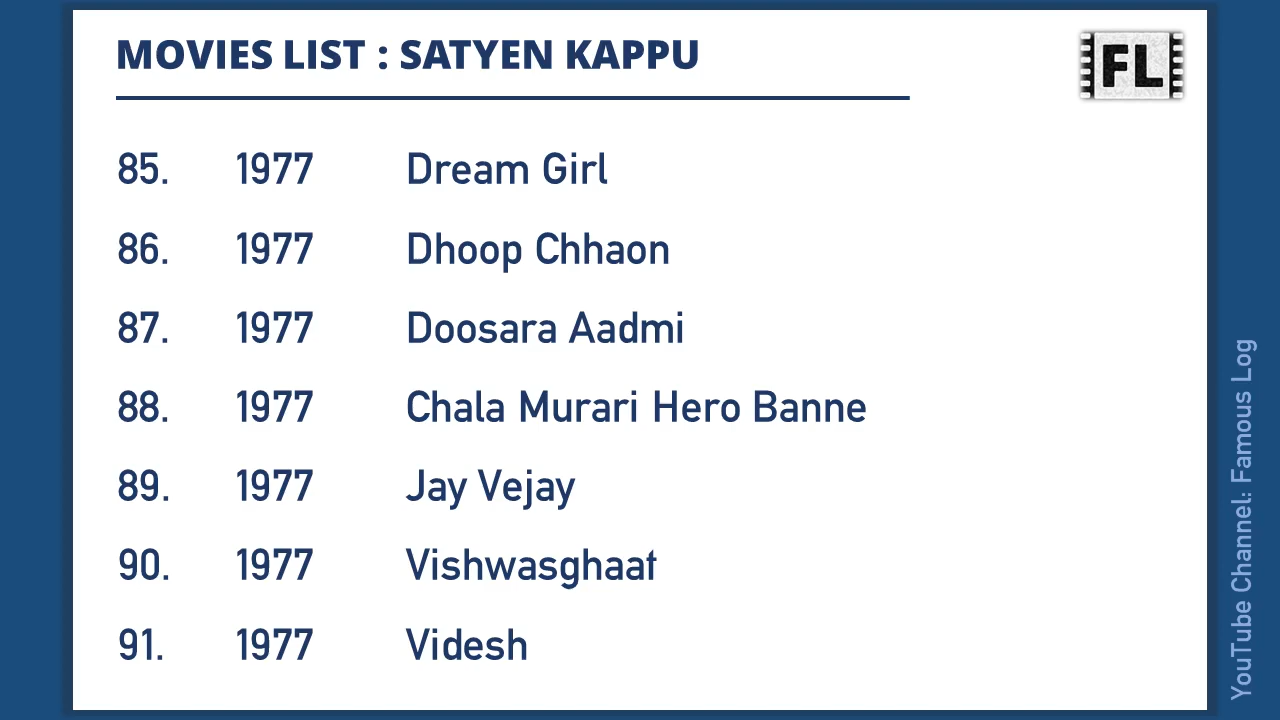 MOVIES LIST : SATYEN KAPPU
FL
85. 1977 Dream Girl
86. 1977 Dhoop Chhaon
87. 1977 Doosara Aadmi
88. 1977 Chala Murari Hero Banne
89. 1977 Jay Vejay
90. 1977 Vishwasghaat
91. 1977 Videsh
YouTube Channel: Famous Log